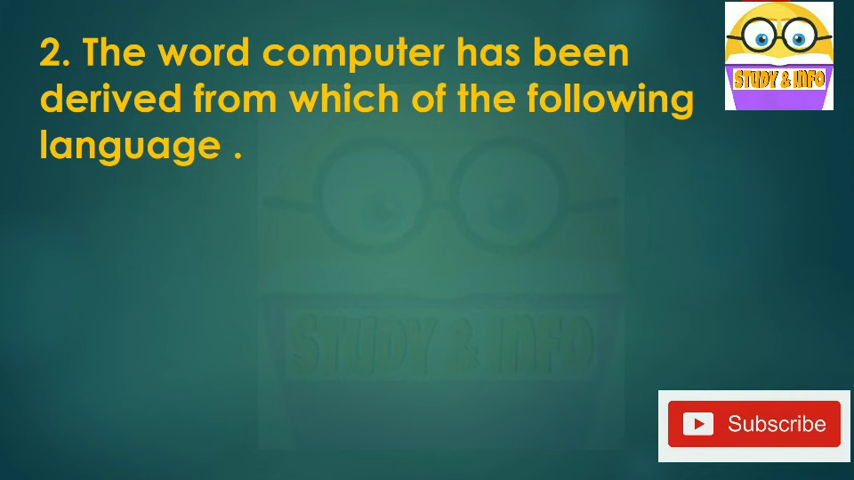 2. The word computer has been
derived from which of the following
language .
STUDY & INFO
STUDY & INFO
Subscribe